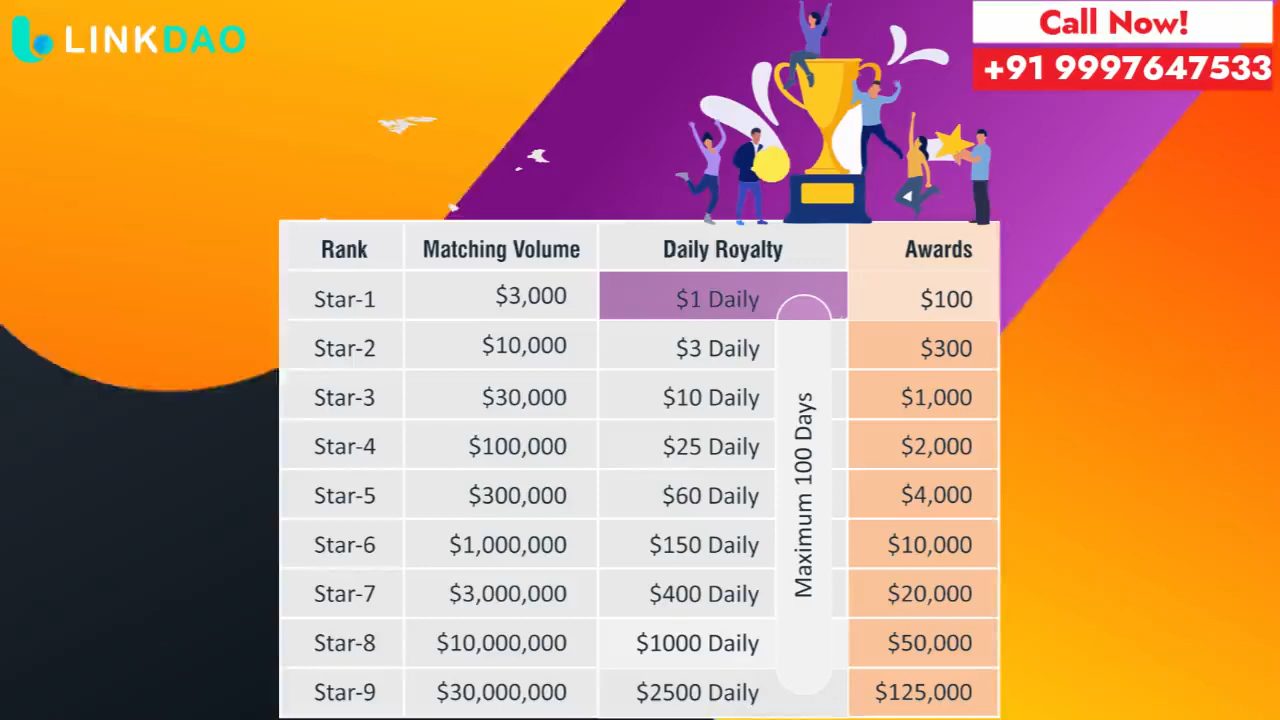 LINKDAO
Call Now!
+91 9997647533
Rank Matching Volume Daily Royalty Awards
Star-1 $3,000 $1 Daily $100
Star-2 $10,000 $3 Daily $300
Star-3 $30,000 $10 Daily $1,000
Star-4 $100,000 $25 Daily $2,000
Star-5 $300,000 $60 Daily $4,000
Star-6 $1,000,000 $150 Daily $10,000
Star-7 $3,000,000 $400 Daily $20,000
Star-8 $10,000,000 $1000 Daily $50,000
Star-9 $30,000,000 $2500 Daily $125,000
Maximum 100 Days